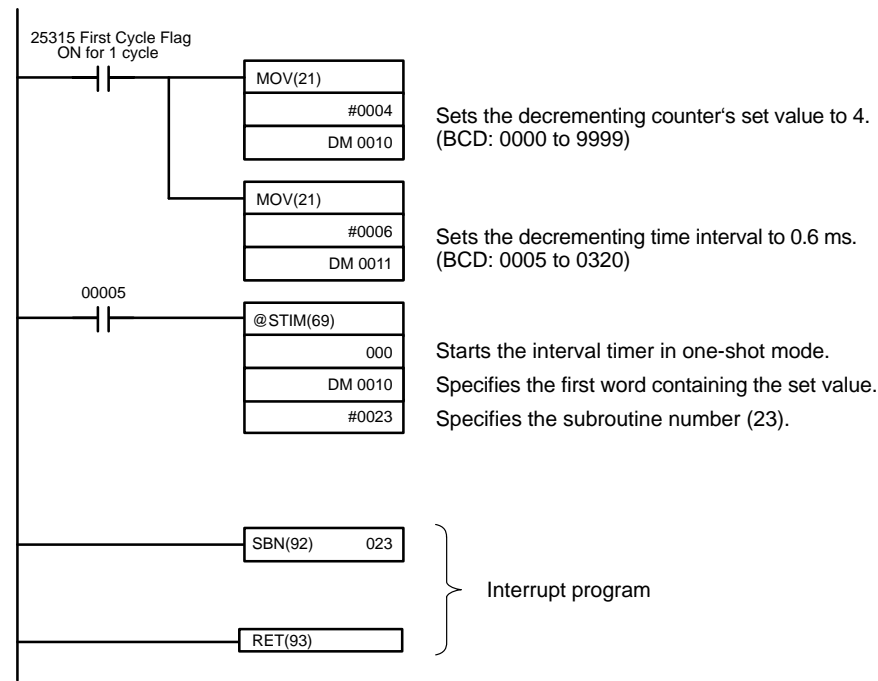 25315 First Cycle Flag
ON for 1 cycle
MOV(21)
#0004
DM 0010
Sets the decrementing counter‘s set value to 4.
(BCD: 0000 to 9999)
MOV(21)
#0006
DM 0011
Sets the decrementing time interval to 0.6 ms.
(BCD: 0005 to 0320)
00005
@STIM(69)
000
Starts the interval timer in one-shot mode.
DM 0010
Specifies the first word containing the set value.
#0023
Specifies the subroutine number (23).
SBN(92) 023
Interrupt program
RET(93)